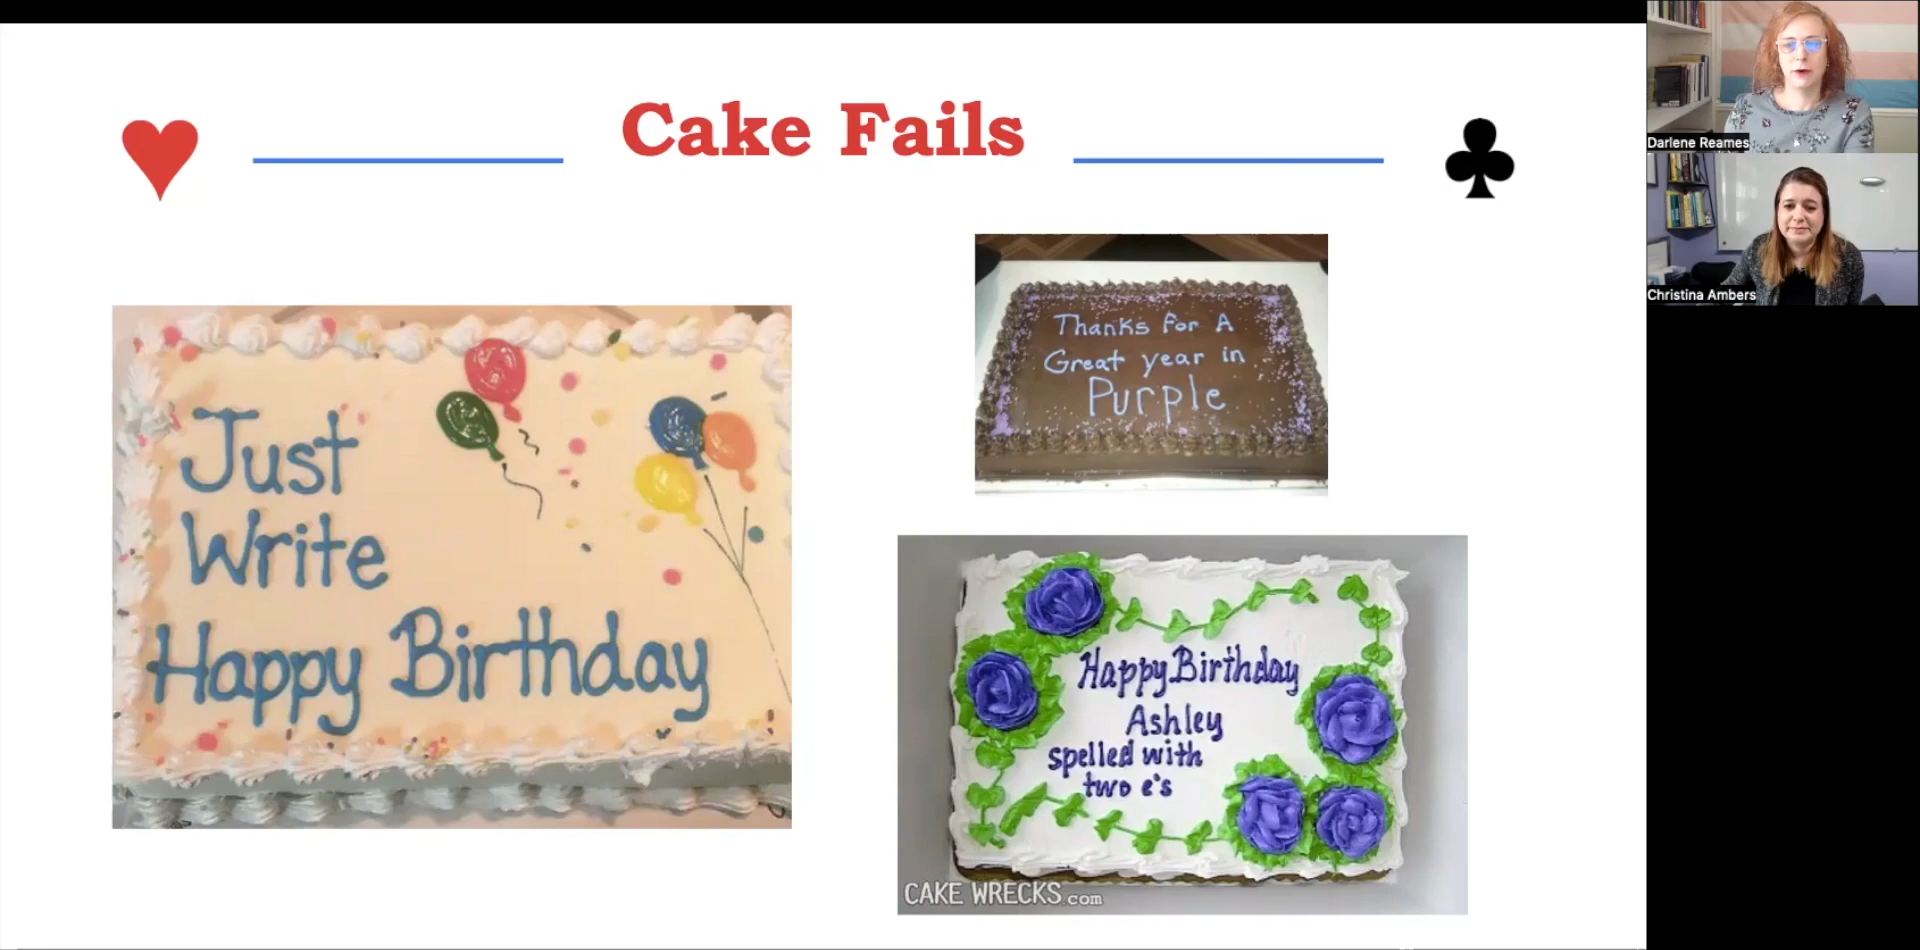 Cake Fails
Just
Write
Happy Birthday
Thanks For A
Great year in
Purple
Happy Birthday
Ashley
spelled with
two e's
CAKE WRECKS.com
Darlene Reames
Christina Ambers